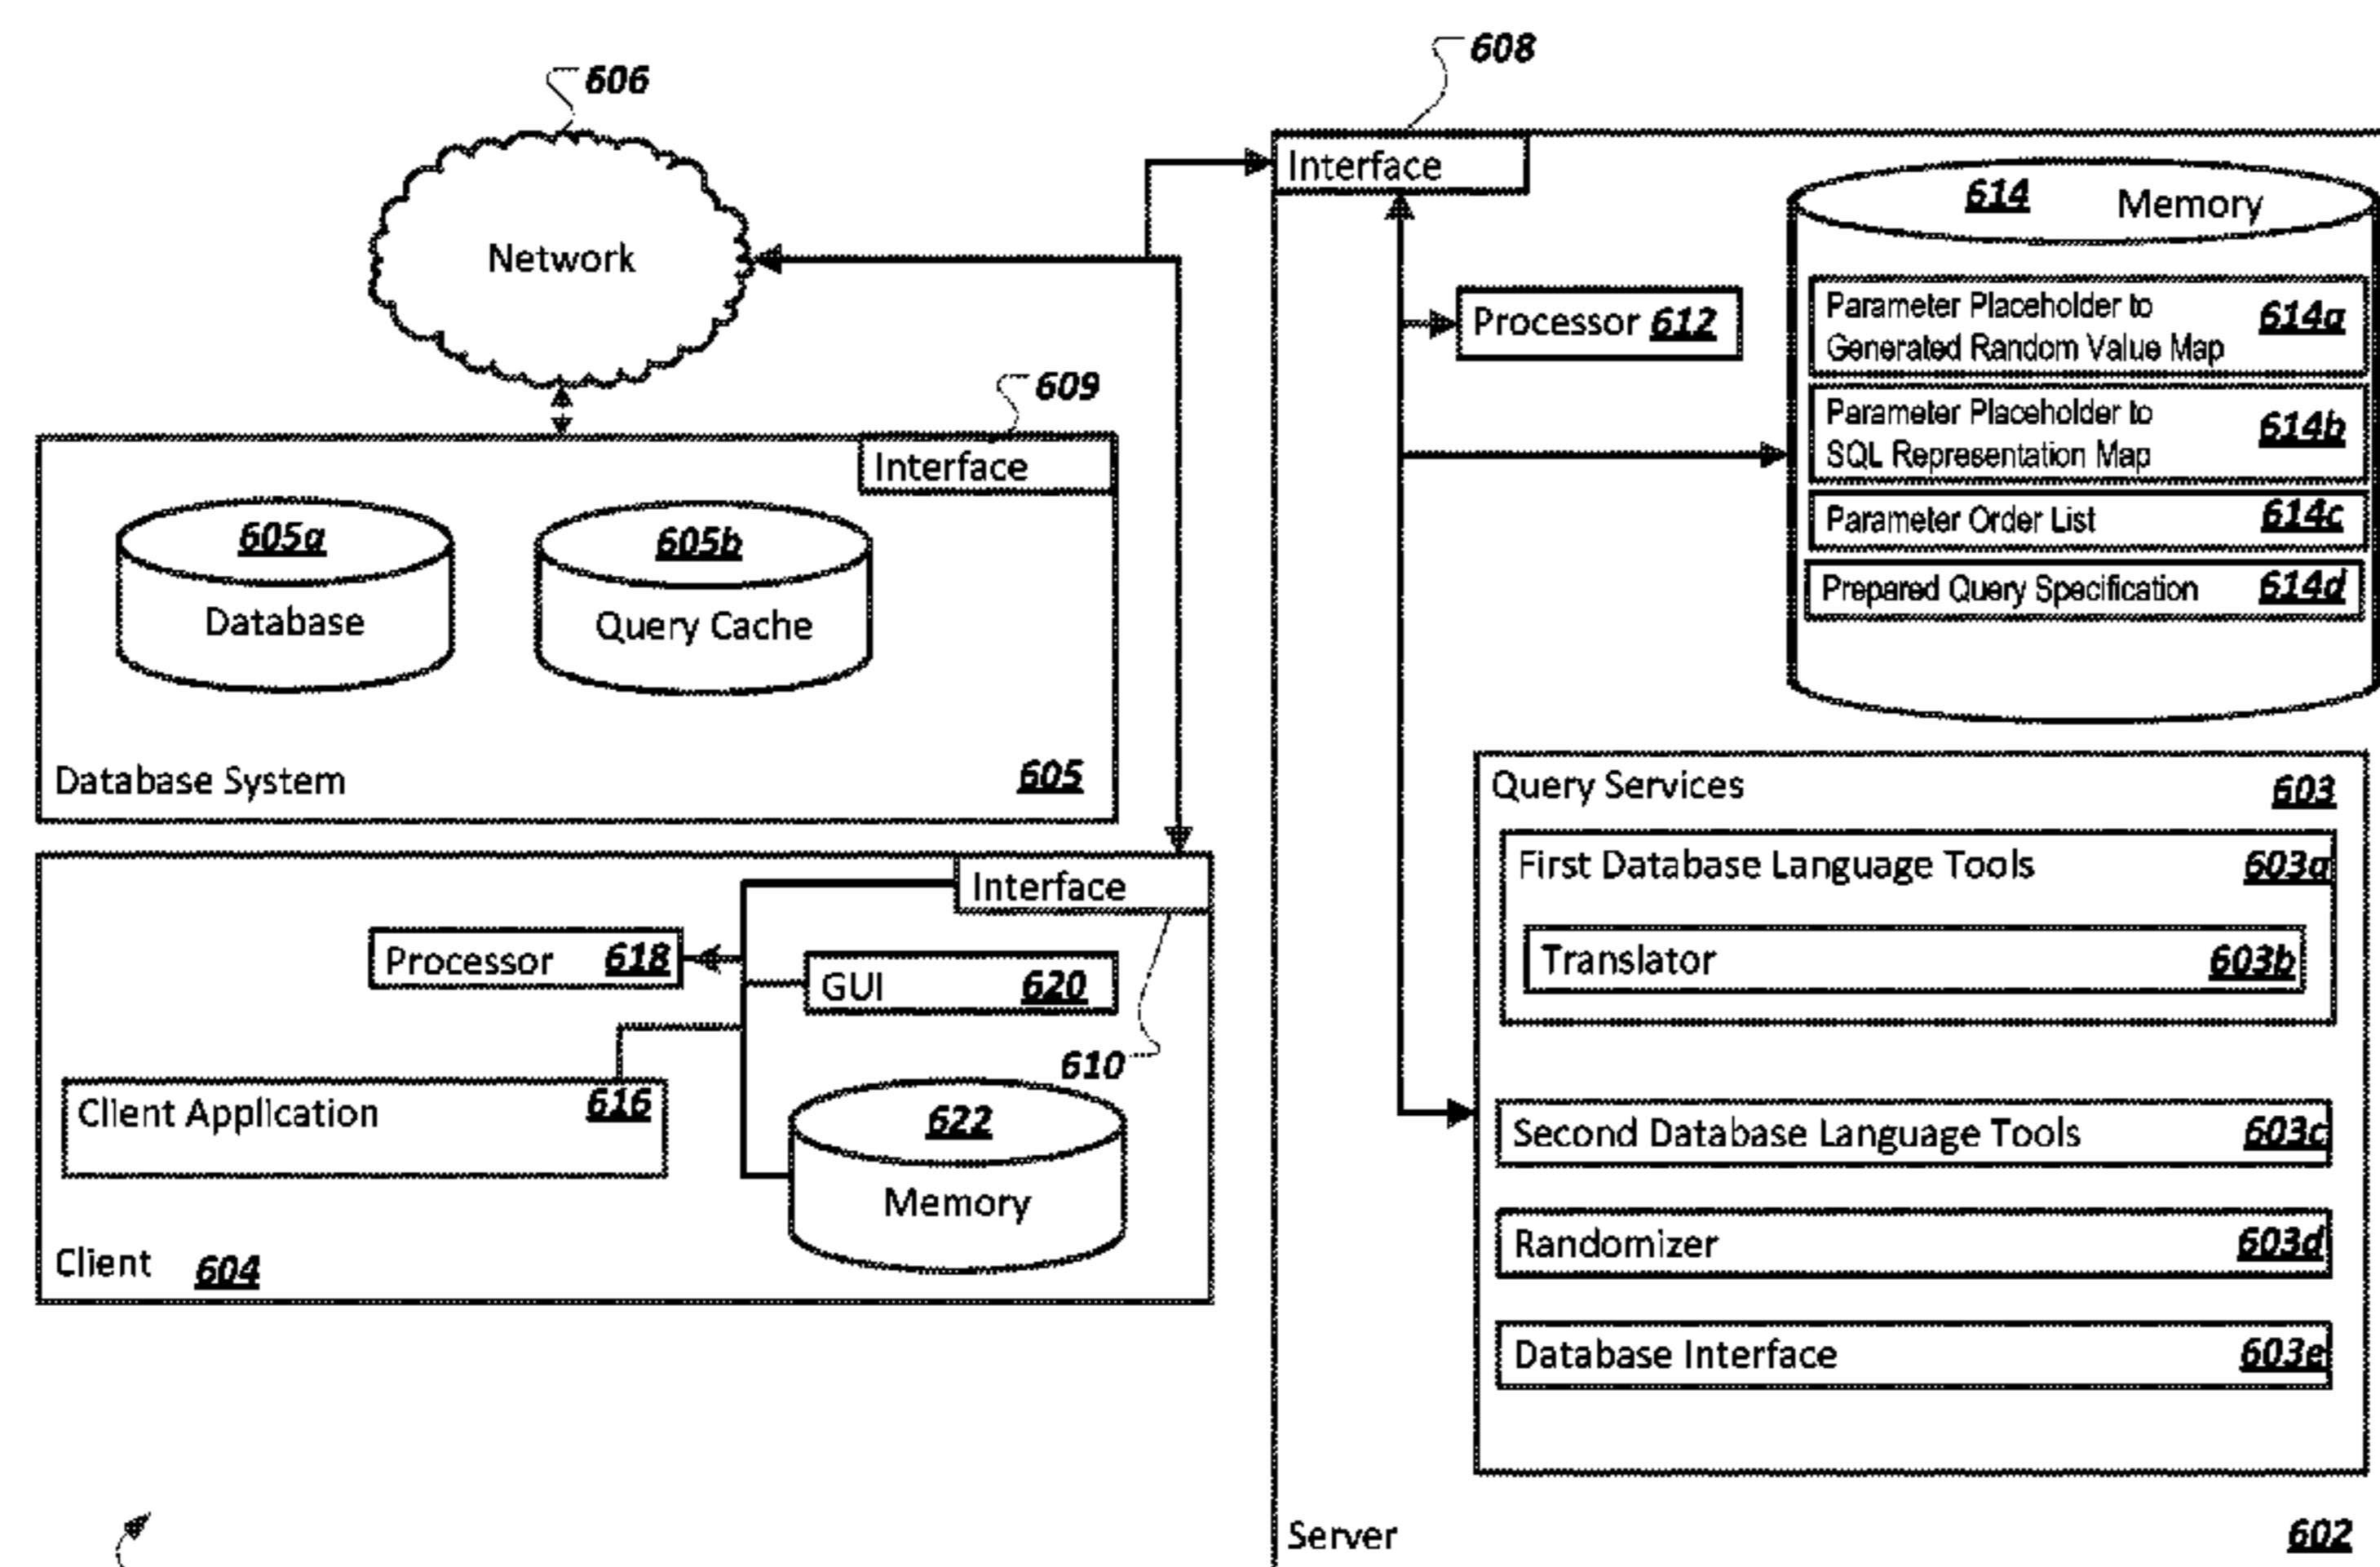 606
Network
609
Interface
605a
Database
605b
Query Cache
Database System
605
Interface
Processor
618
GUI
620
610
Client Application
616
622
Memory
Client
604
608
Interface
Processor 612
614 Memory
Parameter Placeholder to
Generated Random Value Map
614a
Parameter Placeholder to
SQL Representation Map
614b
Parameter Order List
614c
Prepared Query Specification
614d
Query Services
603
First Database Language Tools
603a
Translator
603b
Second Database Language Tools
603c
Randomizer
603d
Database Interface
603e
Server
602